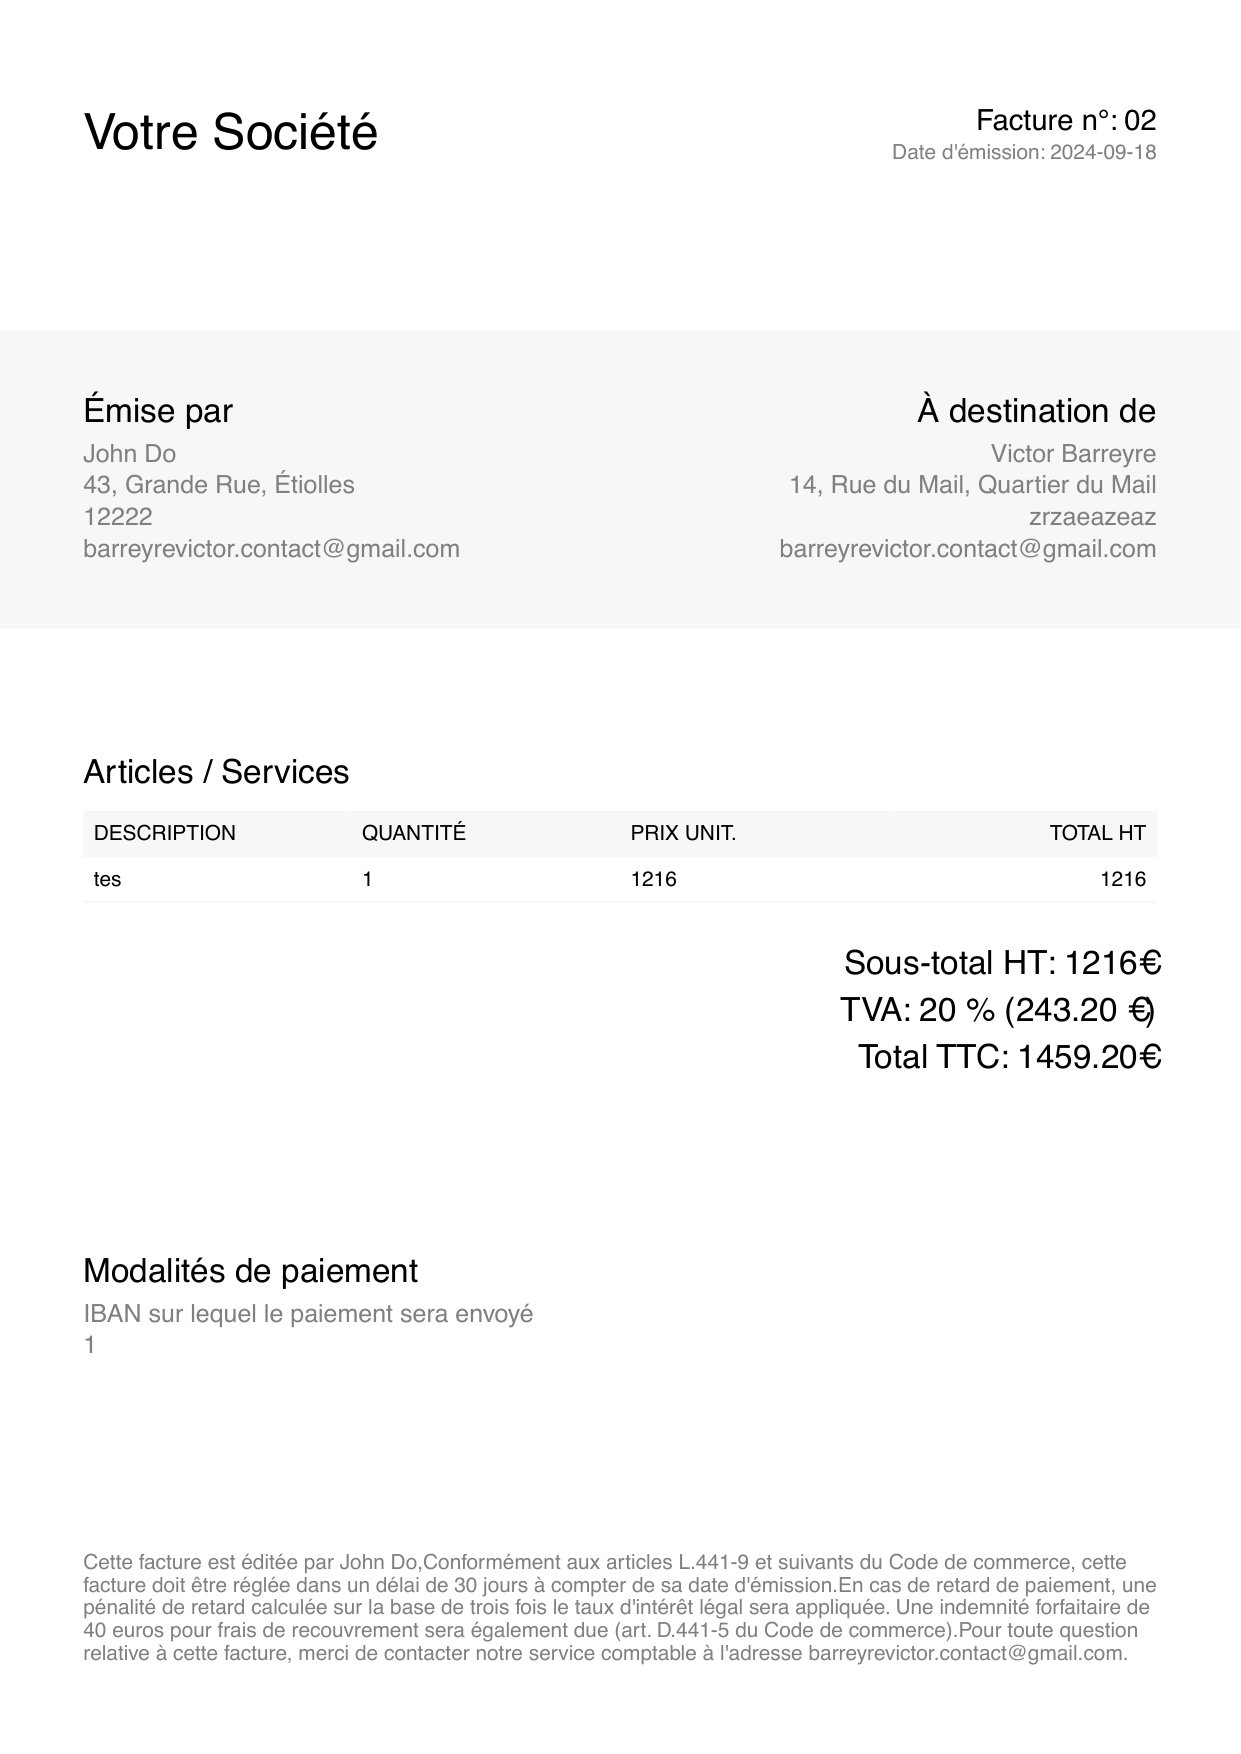 Votre Société
Facture n°: 02
Date d'émission: 2024-09-18
Émise par
John Do
43, Grande Rue, Étiolles
12222
barreyrevictor.contact@gmail.com
À destination de
Victor Barreyre
14, Rue du Mail, Quartier du Mail
zrzaeazeaz
barreyrevictor.contact@gmail.com
Articles / Services
DESCRIPTION QUANTITÉ PRIX UNIT. TOTAL HT
tes 1 1216 1216
Sous-total HT: 1216€
TVA: 20 % (243.20 €)
Total TTC: 1459.20€
Modalités de paiement
IBAN sur lequel le paiement sera envoyé
1
Cette facture est éditée par John Do,Conformément aux articles L.441-9 et suivants du Code de commerce, cette
facture doit être réglée dans un délai de 30 jours à compter de sa date d'émission.En cas de retard de paiement, une
pénalité de retard calculée sur la base de trois fois le taux d'intérêt légal sera appliquée. Une indemnité forfaitaire de
40 euros pour frais de recouvrement sera également due (art. D.441-5 du Code de commerce).Pour toute question
relative à cette facture, merci de contacter notre service comptable à l'adresse barreyrevictor.contact@gmail.com.